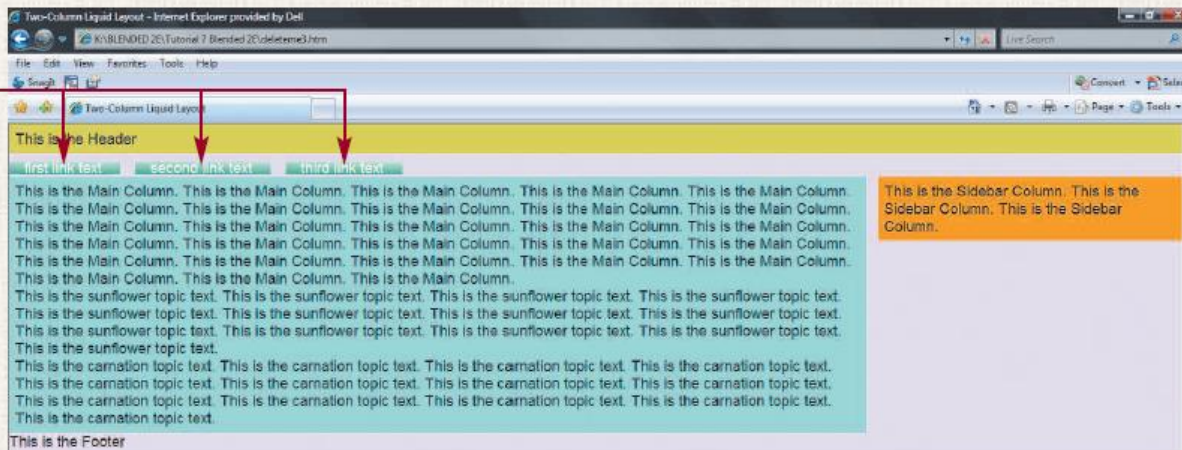 Two-Column Liquid Layout - Internet Explorer provided by Dell
K:\BLENDED 2E\Tutorial 7 Blended 2E\deleteme3.htm
Live Search
File Edit View Favorites Tools Help
SnagIt
Convert
Two-Column Liquid Layout
Page Tools
This is the Header
first link text second link text third link text
This is the Main Column. This is the Main Column. This is the Main Column. This is the Main Column. This is the Main Column.
This is the Main Column. This is the Main Column. This is the Main Column. This is the Main Column. This is the Main Column.
This is the Main Column. This is the Main Column. This is the Main Column. This is the Main Column. This is the Main Column.
This is the Main Column. This is the Main Column. This is the Main Column. This is the Main Column. This is the Main Column.
This is the Main Column. This is the Main Column. This is the Main Column. This is the Main Column. This is the Main Column.
This is the Main Column. This is the Main Column. This is the Main Column.
This is the sunflower topic text. This is the sunflower topic text. This is the sunflower topic text. This is the sunflower topic text.
This is the sunflower topic text. This is the sunflower topic text. This is the sunflower topic text. This is the sunflower topic text.
This is the sunflower topic text. This is the sunflower topic text. This is the sunflower topic text. This is the sunflower topic text.
This is the sunflower topic text.
This is the carnation topic text. This is the carnation topic text. This is the carnation topic text. This is the carnation topic text.
This is the carnation topic text. This is the carnation topic text. This is the carnation topic text. This is the carnation topic text.
This is the carnation topic text. This is the carnation topic text. This is the carnation topic text. This is the carnation topic text.
This is the carnation topic text.
This is the Sidebar Column. This is the
Sidebar Column. This is the Sidebar
Column.
This is the Footer